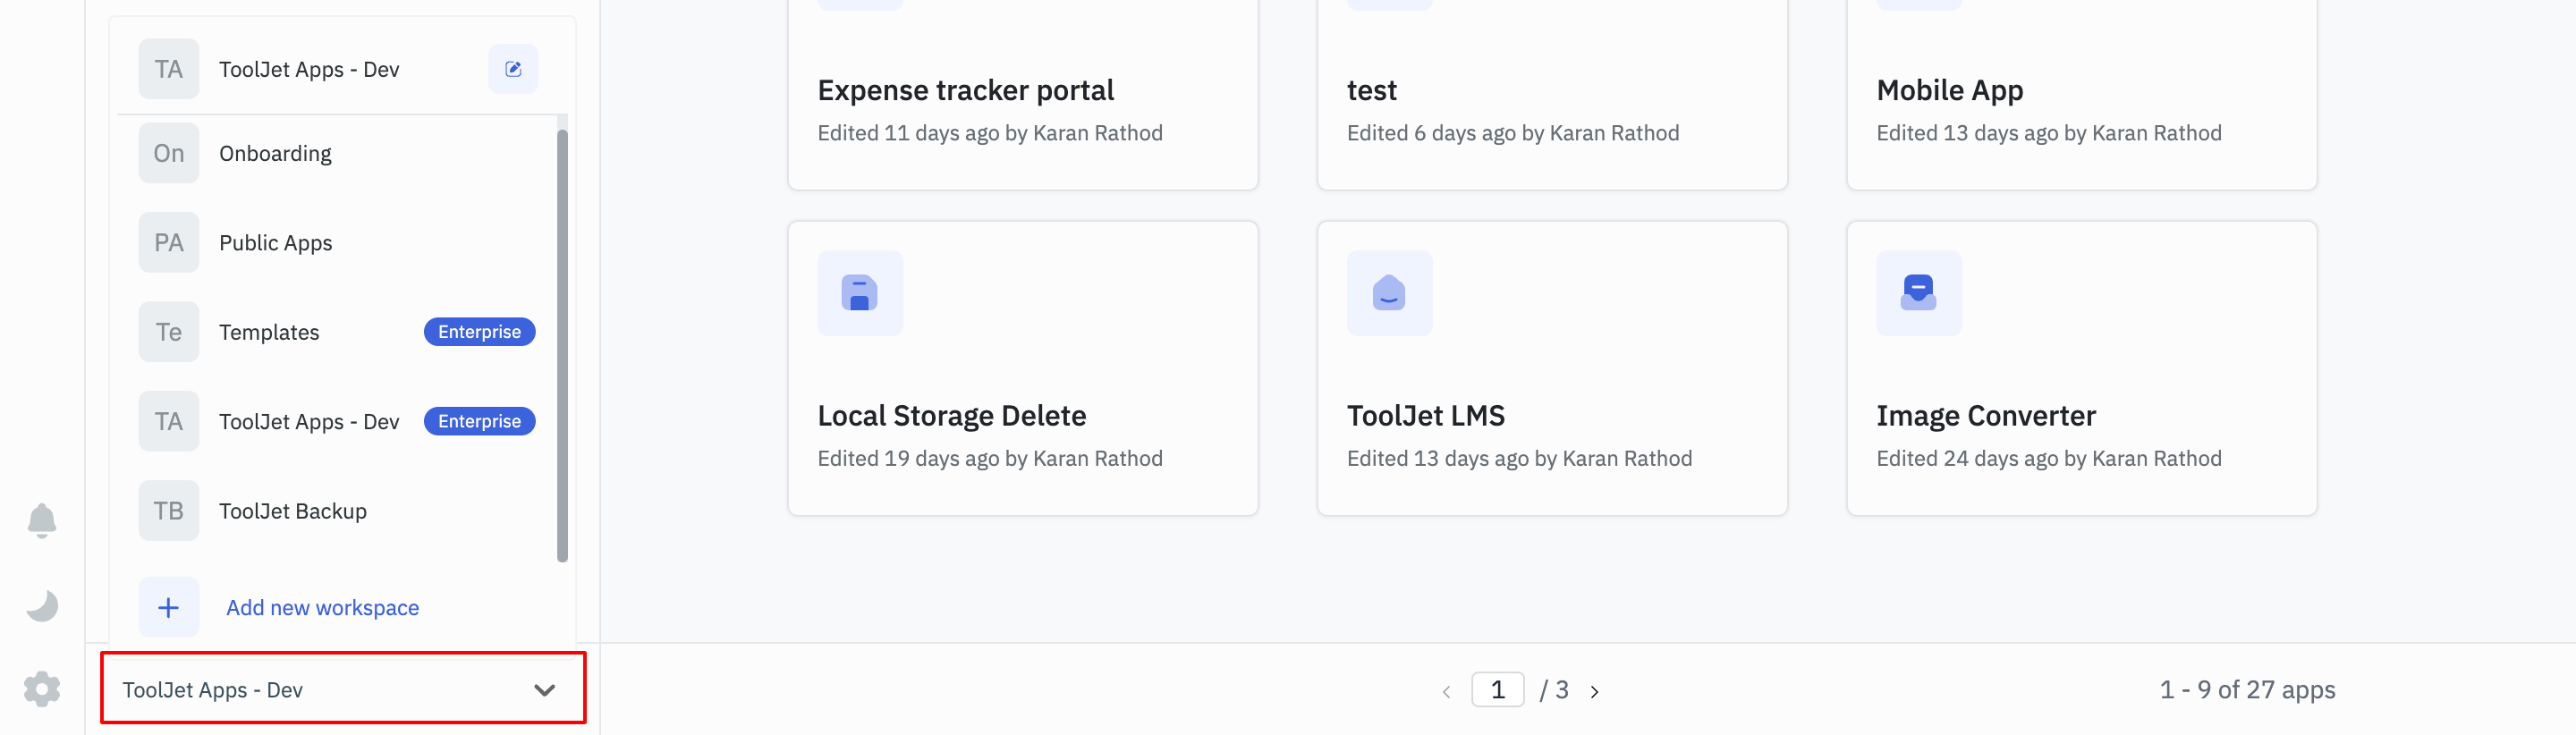 TA ToolJet Apps - Dev
On Onboarding
PA Public Apps
Te Templates Enterprise
TA ToolJet Apps - Dev Enterprise
TB ToolJet Backup
+ Add new workspace
ToolJet Apps - Dev
Expense tracker portal
Edited 11 days ago by Karan Rathod
test
Edited 6 days ago by Karan Rathod
Mobile App
Edited 13 days ago by Karan Rathod
Local Storage Delete
Edited 19 days ago by Karan Rathod
ToolJet LMS
Edited 13 days ago by Karan Rathod
Image Converter
Edited 24 days ago by Karan Rathod
‹ 1 / 3 ›
1 - 9 of 27 apps